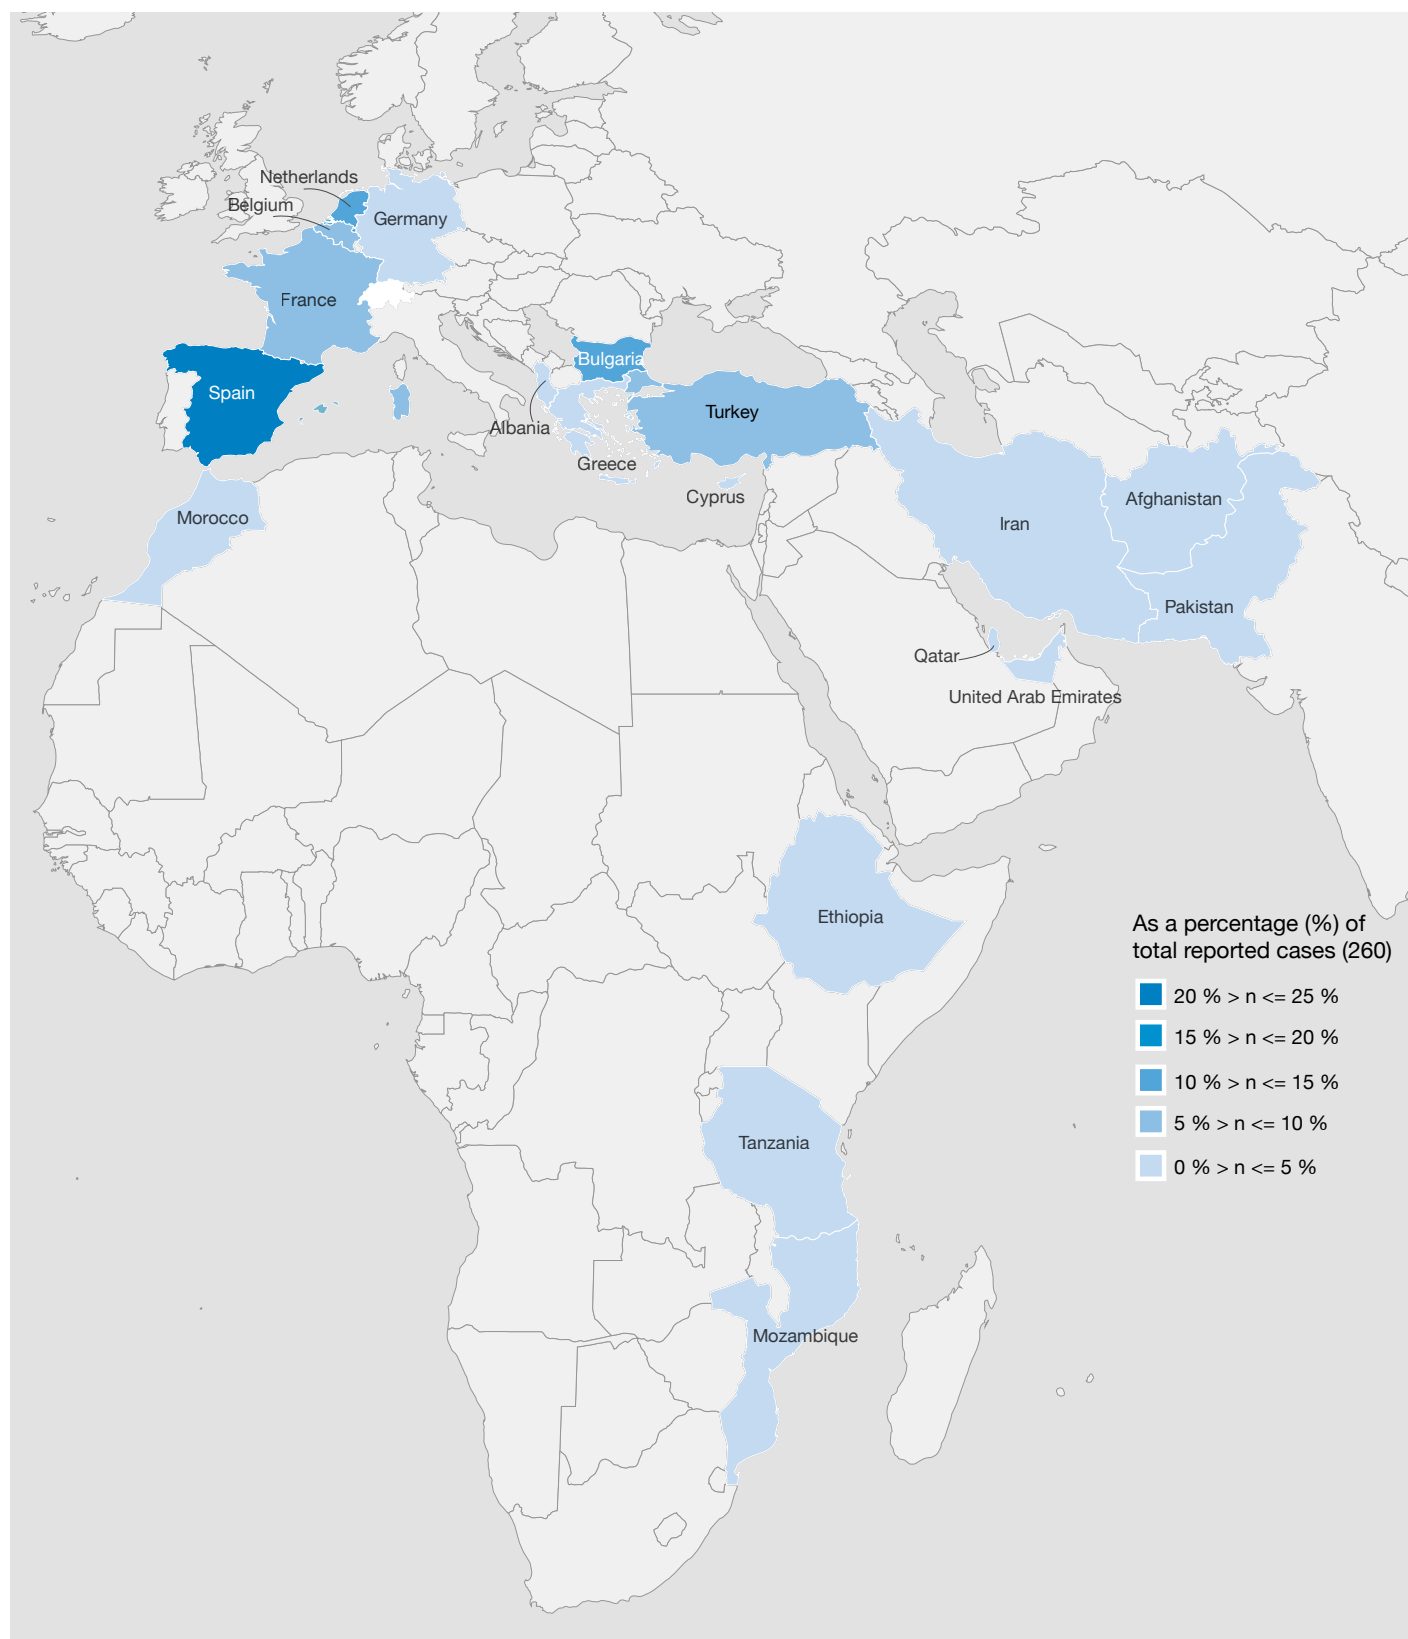 Netherlands
Belgium
Germany
France
Bulgaria
Spain
Turkey
Albania
Greece
Cyprus
Afghanistan
Morocco
Iran
Pakistan
Qatar
United Arab Emirates
Ethiopia
As a percentage (%) of
total reported cases (260)
20 % > n <= 25 %
15 % > n <= 20 %
10 % > n <= 15 %
5 % > n <= 10 %
0 % > n <= 5 %
Tanzania
Mozambique